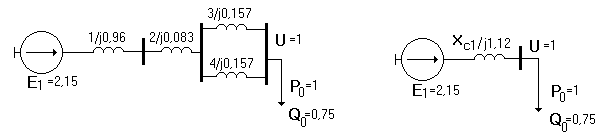 3/j0,157
1/j0,96
2/j0,083
U=1
4/j0,157
E1=2,15
P0=1
Q0=0,75
Xc1/j1,12
U=1
E1=2,15
P0=1
Q0=0,75